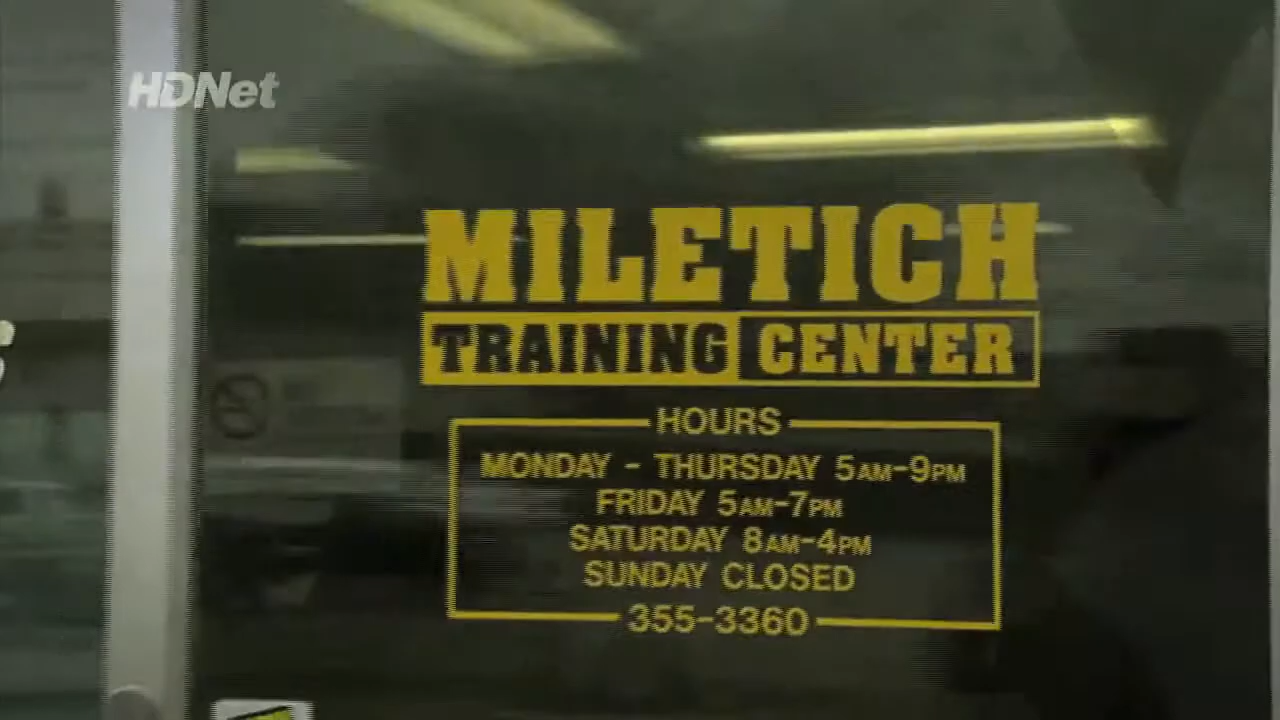 HDNet
MILETICH
TRAINING CENTER
HOURS
MONDAY - THURSDAY 5AM-9PM
FRIDAY 5AM-7PM
SATURDAY 8AM-4PM
SUNDAY CLOSED
355-3360